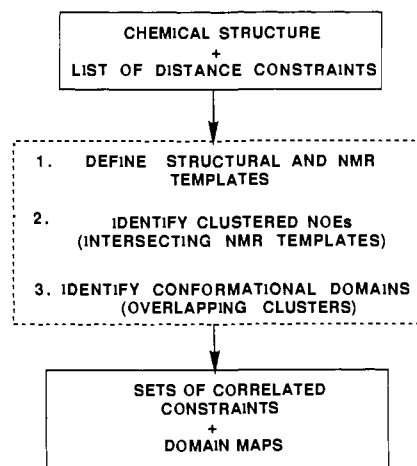 CHEMICAL STRUCTURE
+
LIST OF DISTANCE CONSTRAINTS
1. DEFINE STRUCTURAL AND NMR
TEMPLATES
2. IDENTIFY CLUSTERED NOEs
(INTERSECTING NMR TEMPLATES)
3. IDENTIFY CONFORMATIONAL DOMAINS
(OVERLAPPING CLUSTERS)
SETS OF CORRELATED
CONSTRAINTS
+
DOMAIN MAPS